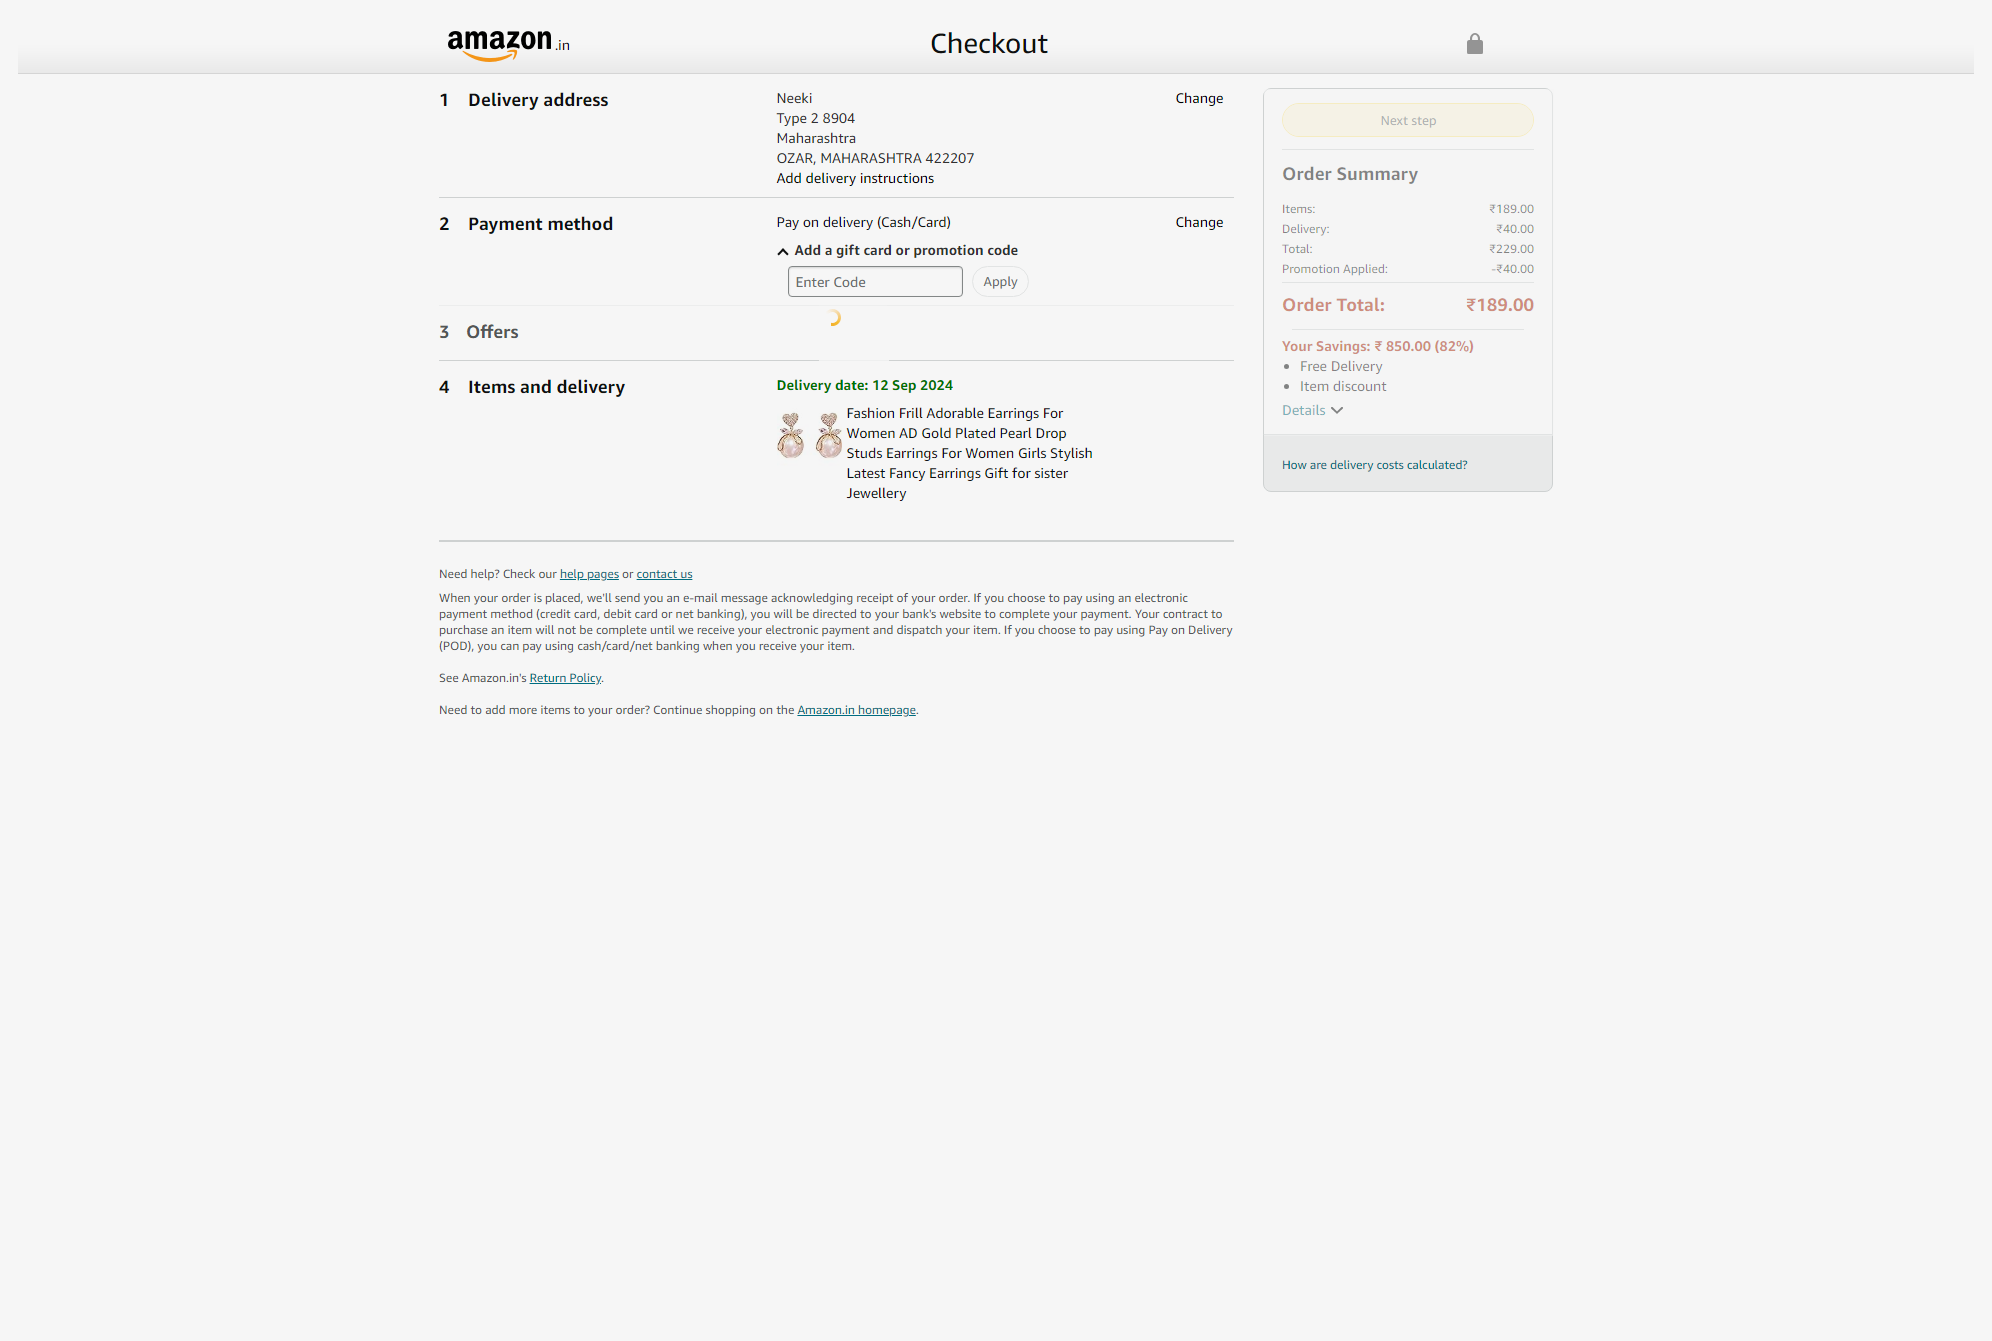 amazon.in
Checkout
1 Delivery address
Neeki
Type 2 8904
Maharashtra
OZAR, MAHARASHTRA 422207
Add delivery instructions
Change
2 Payment method
Pay on delivery (Cash/Card)
Change
Add a gift card or promotion code
Enter Code
Apply
3 Offers
4 Items and delivery
Delivery date: 12 Sep 2024
Fashion Frill Adorable Earrings For
Women AD Gold Plated Pearl Drop
Studs Earrings For Women Girls Stylish
Latest Fancy Earrings Gift for sister
Jewellery
Need help? Check our help pages or contact us
When your order is placed, we'll send you an e-mail message acknowledging receipt of your order. If you choose to pay using an electronic
payment method (credit card, debit card or net banking), you will be directed to your bank's website to complete your payment. Your contract to
purchase an item will not be complete until we receive your electronic payment and dispatch your item. If you choose to pay using Pay on Delivery
(POD), you can pay using cash/card/net banking when you receive your item.
See Amazon.in's Return Policy.
Need to add more items to your order? Continue shopping on the Amazon.in homepage.
Next step
Order Summary
Items: ₹189.00
Delivery: ₹40.00
Total: ₹229.00
Promotion Applied: -₹40.00
Order Total: ₹189.00
Your Savings: ₹ 850.00 (82%)
• Free Delivery
• Item discount
Details
How are delivery costs calculated?